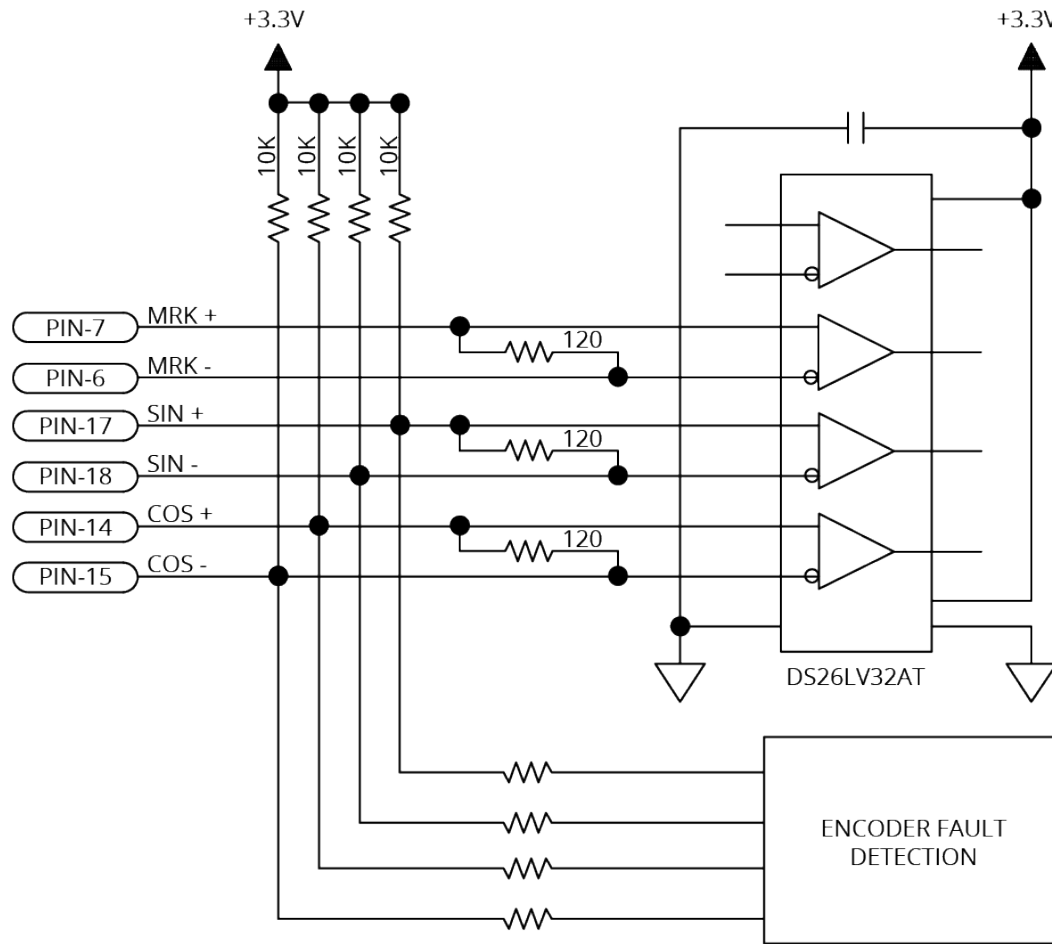 +3.3V
+3.3V
10K
10K
10K
10K
PIN-7
MRK +
120
PIN-6
MRK -
PIN-17
SIN +
120
PIN-18
SIN -
PIN-14
COS +
120
PIN-15
COS -
DS26LV32AT
ENCODER FAULT
DETECTION